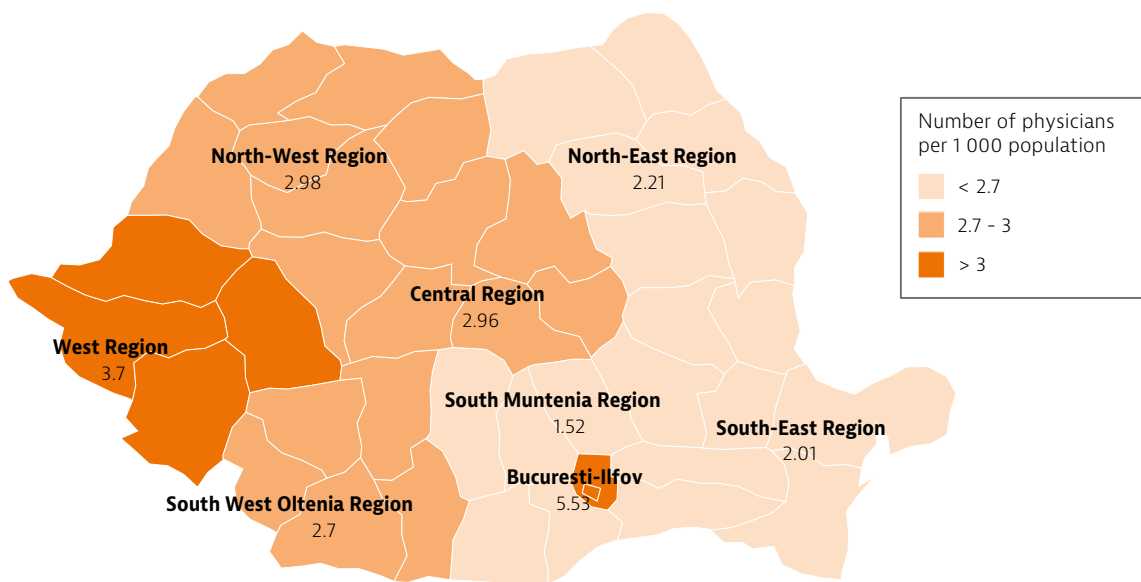 Number of physicians
per 1 000 population
< 2.7
2.7 - 3
> 3
North-West Region
2.98
North-East Region
2.21
Central Region
2.96
West Region
3.7
South Muntenia Region
1.52
South-East Region
2.01
Bucuresti-Ilfov
5.53
South West Oltenia Region
2.7